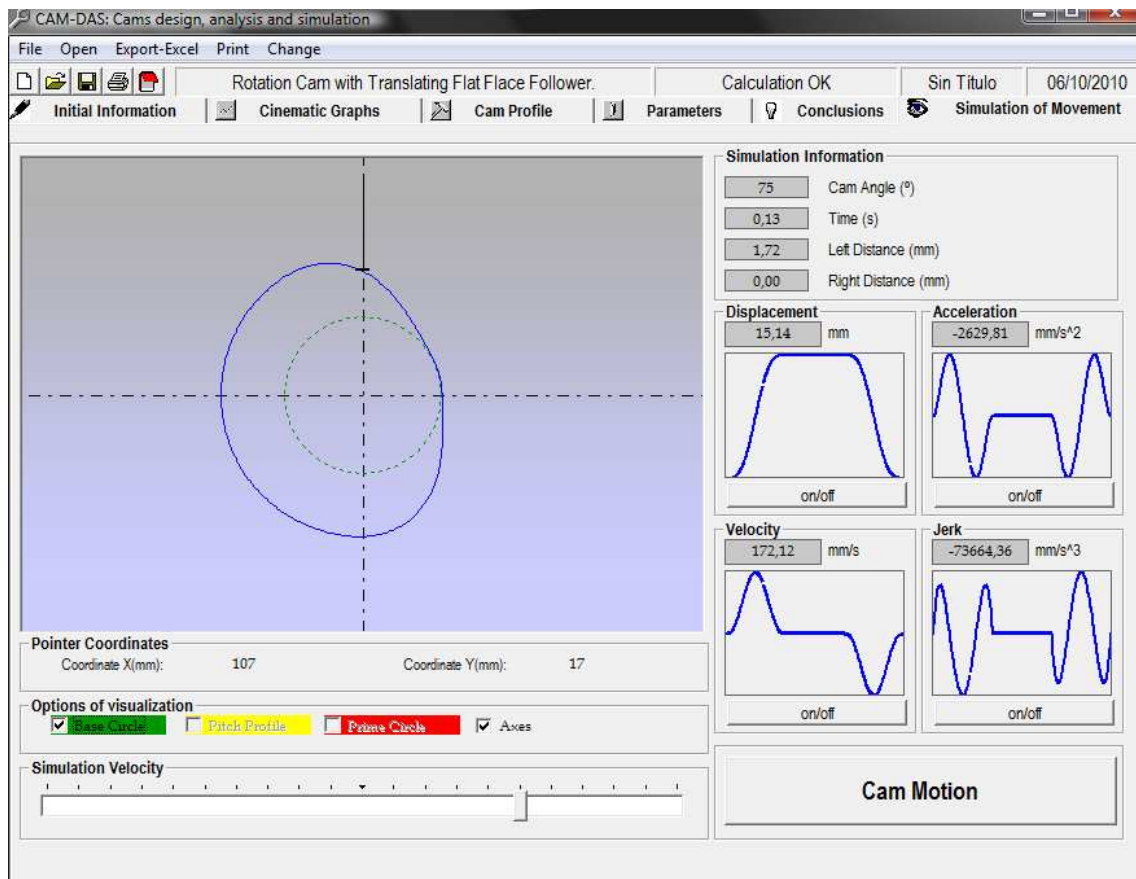 CAM-DAS: Cams design, analysis and simulation
File Open Export-Excel Print Change
Rotation Cam with Translating Flat Flace Follower. Calculation OK Sin Título 06/10/2010
Initial Information Cinematic Graphs Cam Profile Parameters Conclusions Simulation of Movement
Simulation Information
75 Cam Angle (º)
0,13 Time (s)
1,72 Left Distance (mm)
0,00 Right Distance (mm)
Displacement Acceleration
15,14 mm -2629,81 mm/s^2
on/off on/off
Velocity Jerk
172,12 mm/s -73664,36 mm/s^3
on/off on/off
Pointer Coordinates
Coordinate X(mm): 107 Coordinate Y(mm): 17
Options of visualization
Base Circle Pitch Profile Prime Circle Axes
Simulation Velocity
Cam Motion